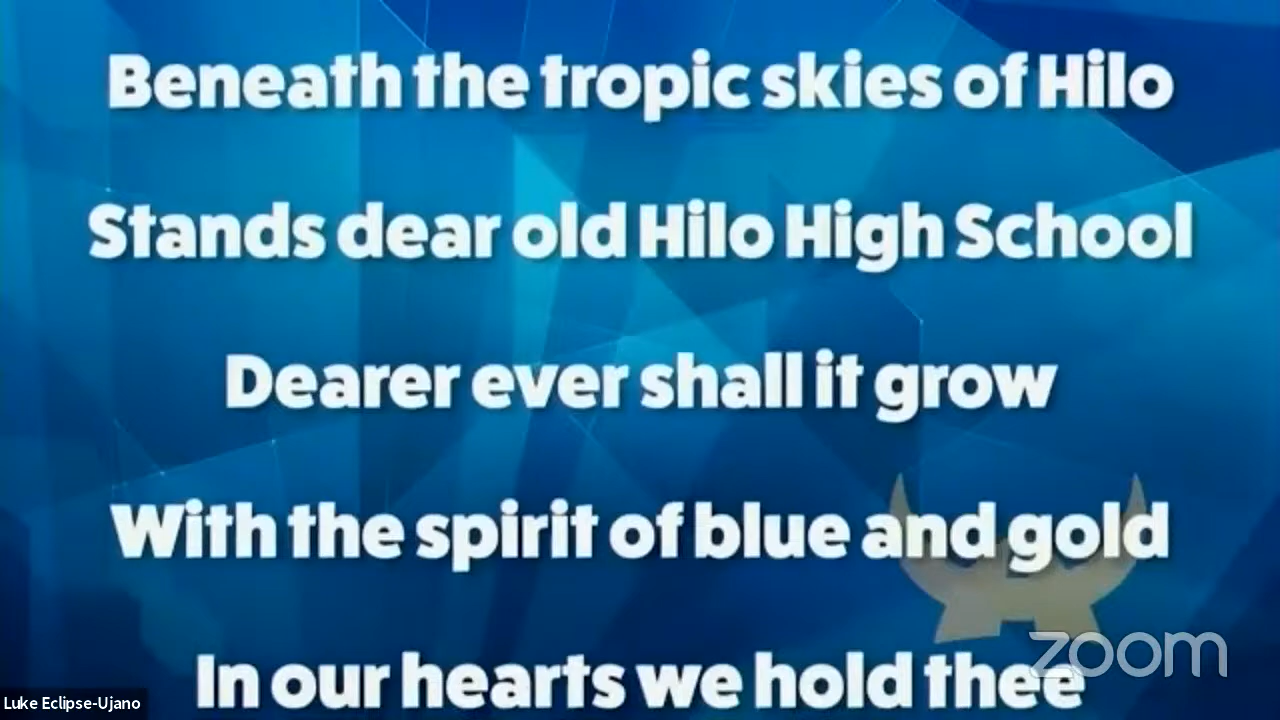 Beneath the tropic skies of Hilo
Stands dear old Hilo High School
Dearer ever shall it grow
With the spirit of blue and gold
In our hearts we hold thee
zoom
Luke Eclipse-Ujano